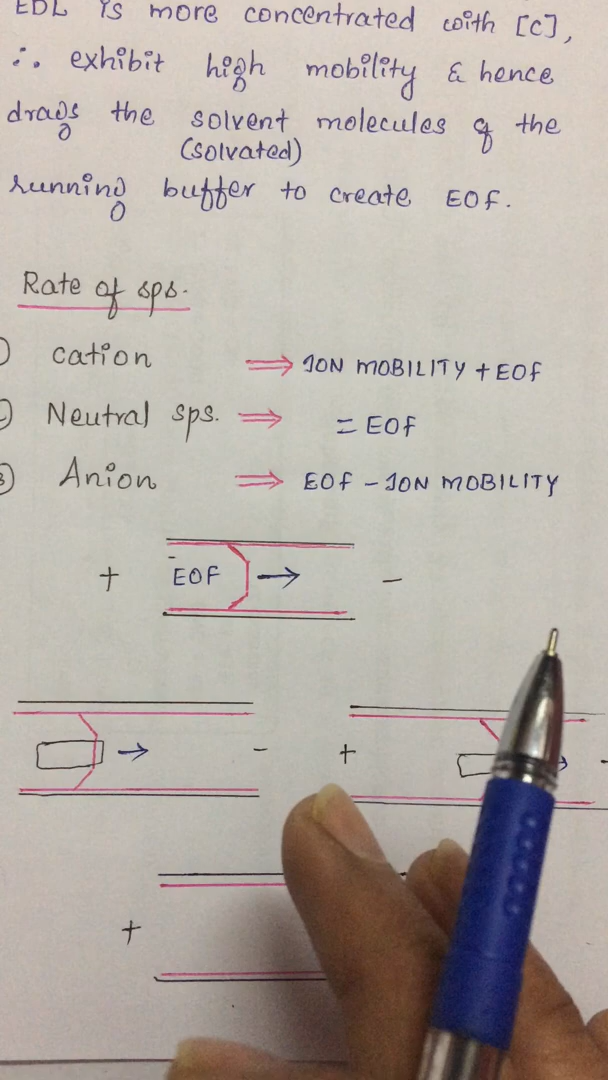 EDL is more concentrated with [C],
∴ exhibit high mobility & hence
drags the solvent molecules of the
(solvated)
running buffer to create EOF.
Rate of sps.
) cation ⇒ ION MOBILITY + EOF
) Neutral sps. ⇒ = EOF
③ Anion ⇒ EOF - ION MOBILITY
+ EOF → -
→ - + → -
+